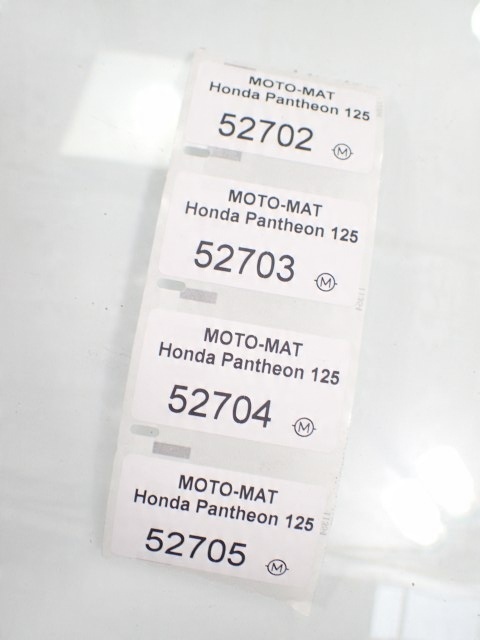 MOTO-MAT
Honda Pantheon 125
52702
M
MOTO-MAT
Honda Pantheon 125
52703
M
MOTO-MAT
Honda Pantheon 125
52704
M
MOTO-MAT
Honda Pantheon 125
52705
M